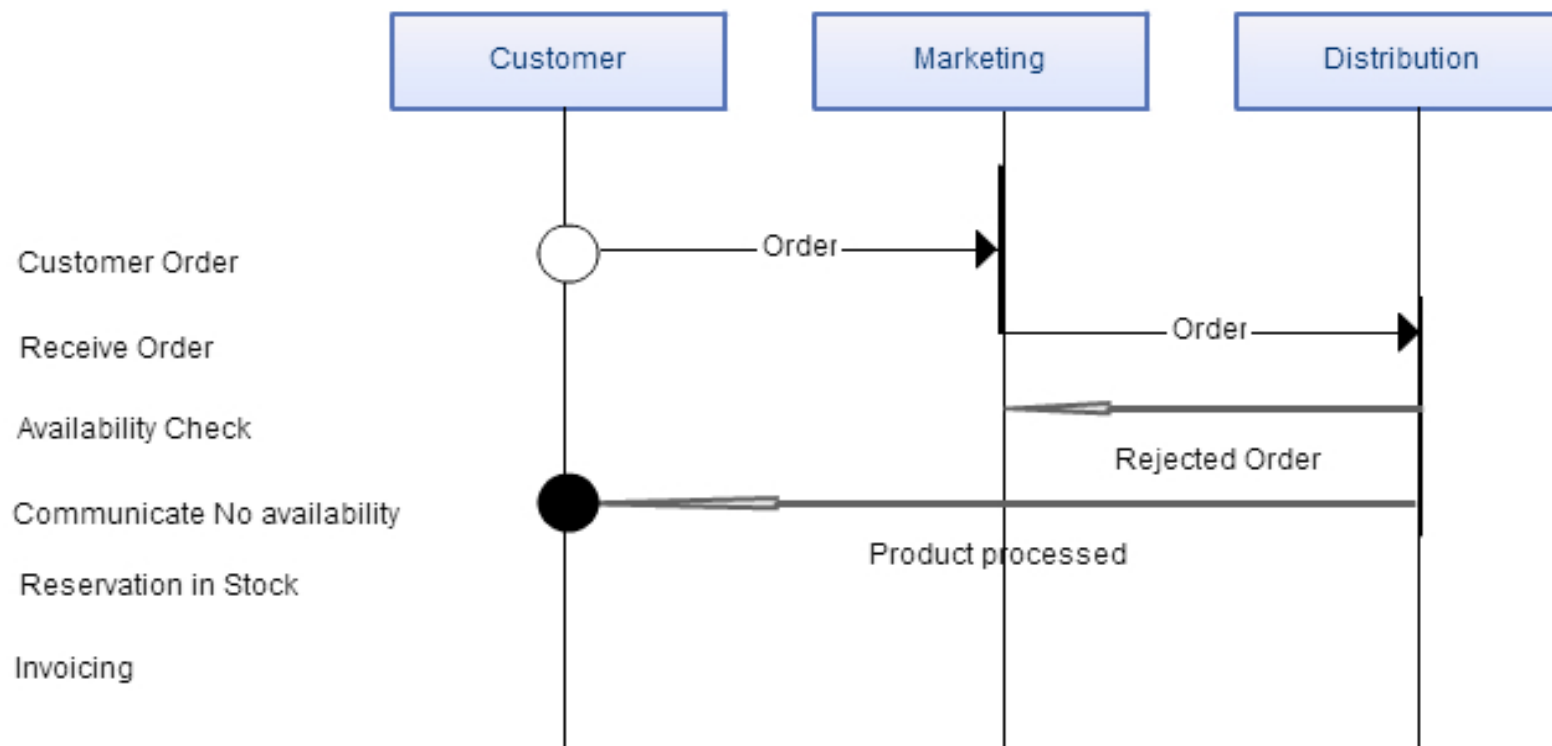 Customer
Marketing
Distribution
Customer Order
Order
Receive Order
Order
Availability Check
Rejected Order
Communicate No availability
Product processed
Reservation in Stock
Invoicing